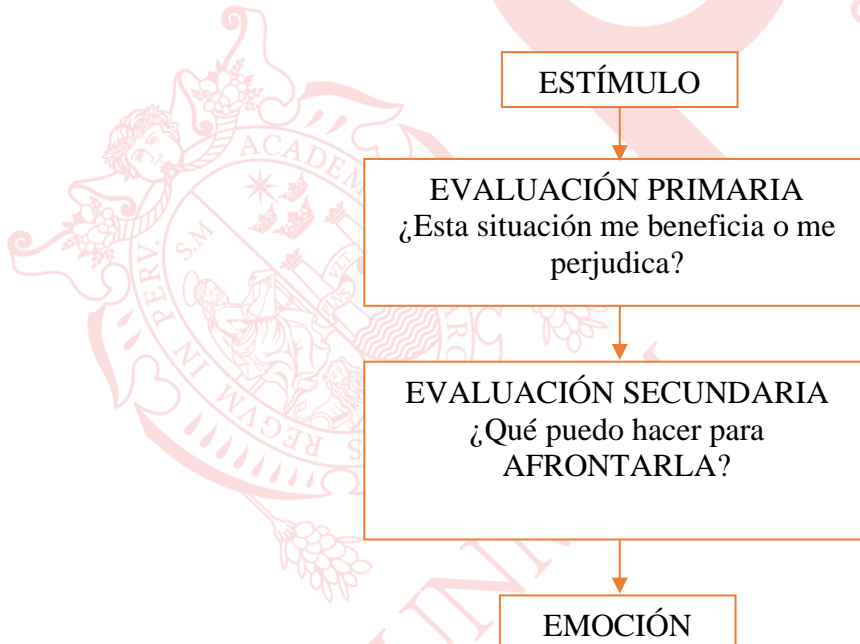 ESTÍMULO
EVALUACIÓN PRIMARIA
¿Esta situación me beneficia o me
perjudica?
EVALUACIÓN SECUNDARIA
¿Qué puedo hacer para
AFRONTARLA?
EMOCIÓN